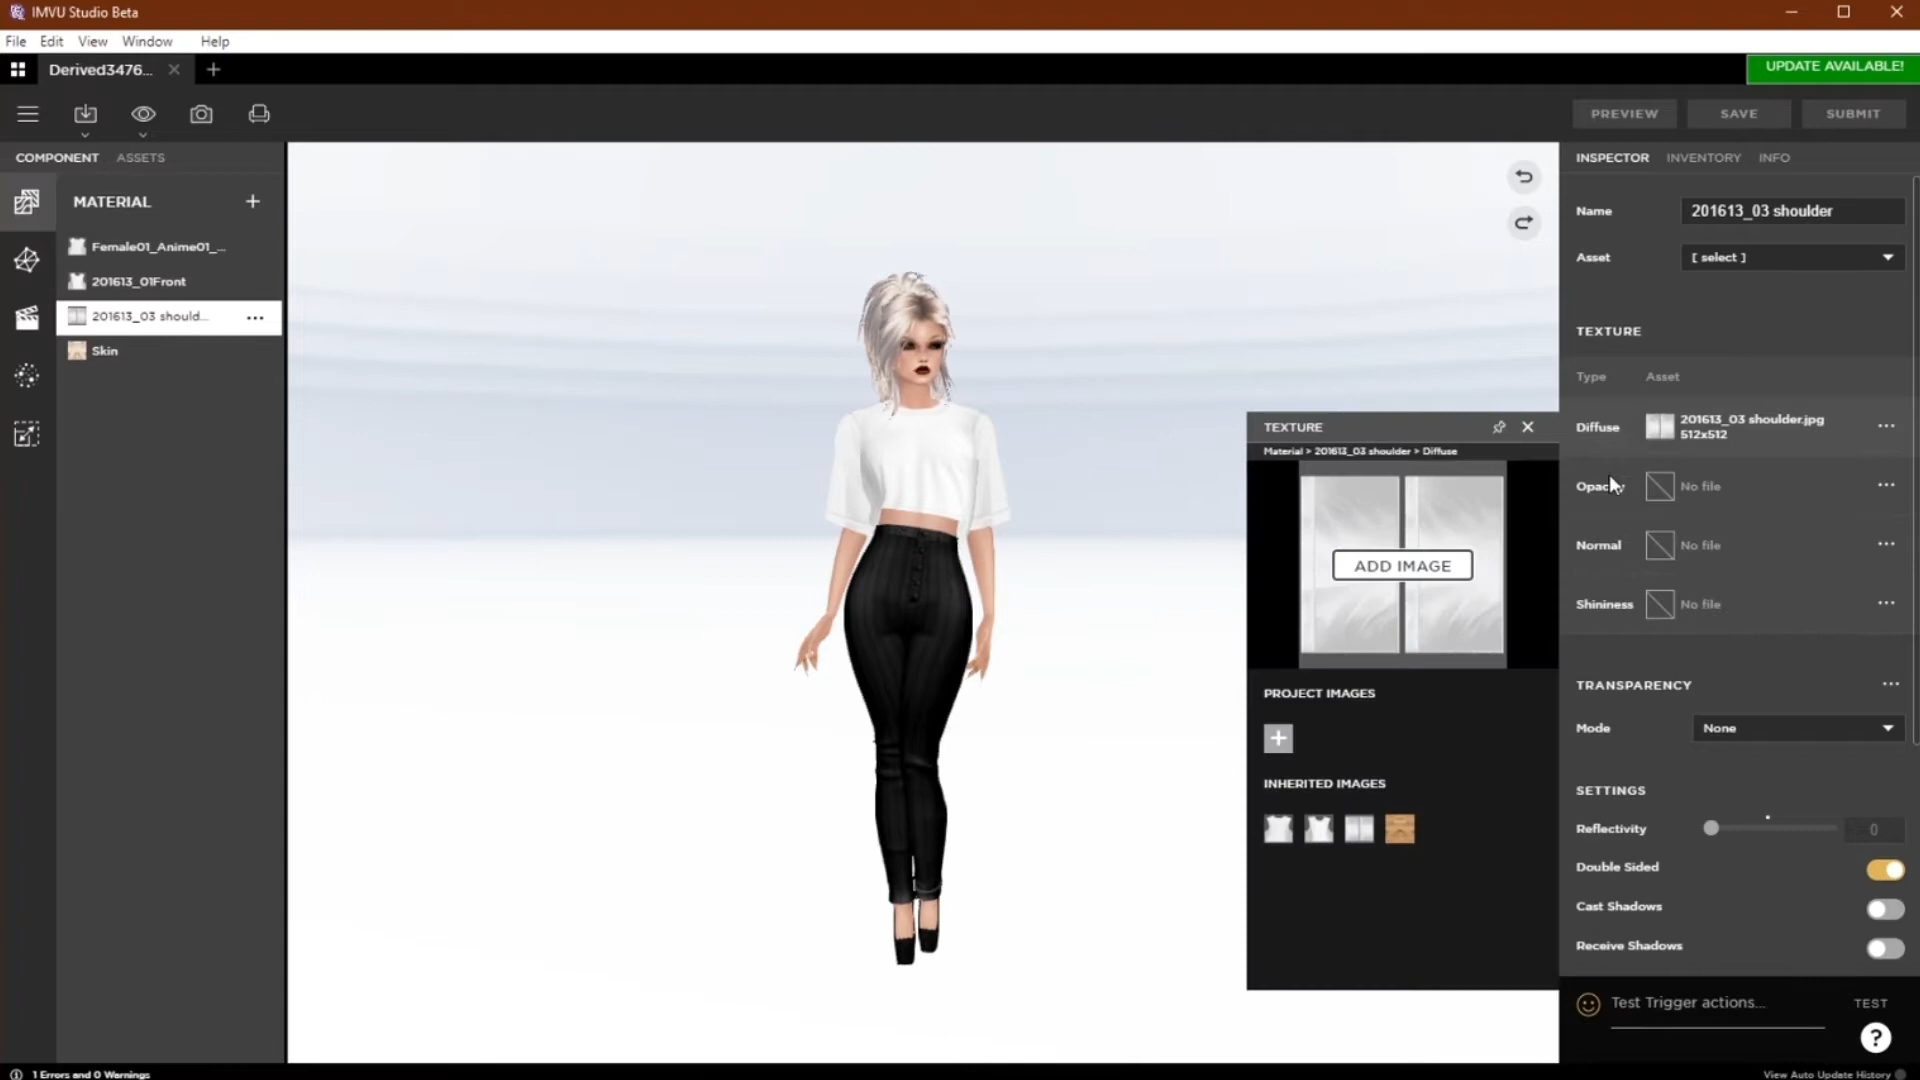 IMVU Studio Beta
File Edit View Window Help
Derived3476...
UPDATE AVAILABLE!
PREVIEW SAVE SUBMIT
COMPONENT ASSETS
MATERIAL
Female01_Anime01_...
201613_01Front
201613_03 should...
Skin
INSPECTOR INVENTORY INFO
Name 201613_03 shoulder
Asset [ select ]
TEXTURE
Type Asset
Diffuse 201613_03 shoulder.jpg
512x512
No file
Normal No file
Shininess No file
TRANSPARENCY
Mode None
SETTINGS
Reflectivity 0
Double Sided
Cast Shadows
Receive Shadows
Test Trigger actions... TEST
?
TEXTURE
Material > 201613_03 shoulder > Diffuse
ADD IMAGE
PROJECT IMAGES
INHERITED IMAGES
1 Errors and 0 Warnings
View Auto Update History